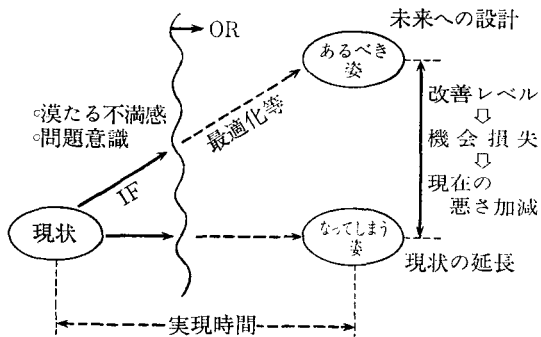 OR
未来への設計
あるべき
姿
◦漠たる不満感
◦問題意識
最適化等
IF
改善レベル
⇩
機会損失
⇩
現在の
悪さ加減
現状
なってしまう
姿
現状の延長
実現時間